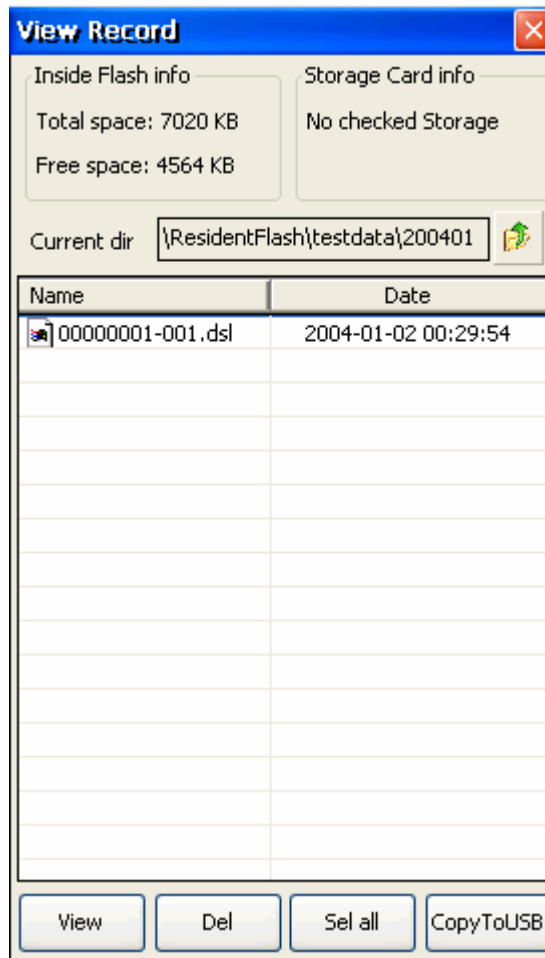 View Record
Inside Flash info
Storage Card info
Total space: 7020 KB
No checked Storage
Free space: 4564 KB
Current dir \ResidentFlash\testdata\200401
Name Date
00000001-001.dsl 2004-01-02 00:29:54
View Del Sel all CopyToUSB